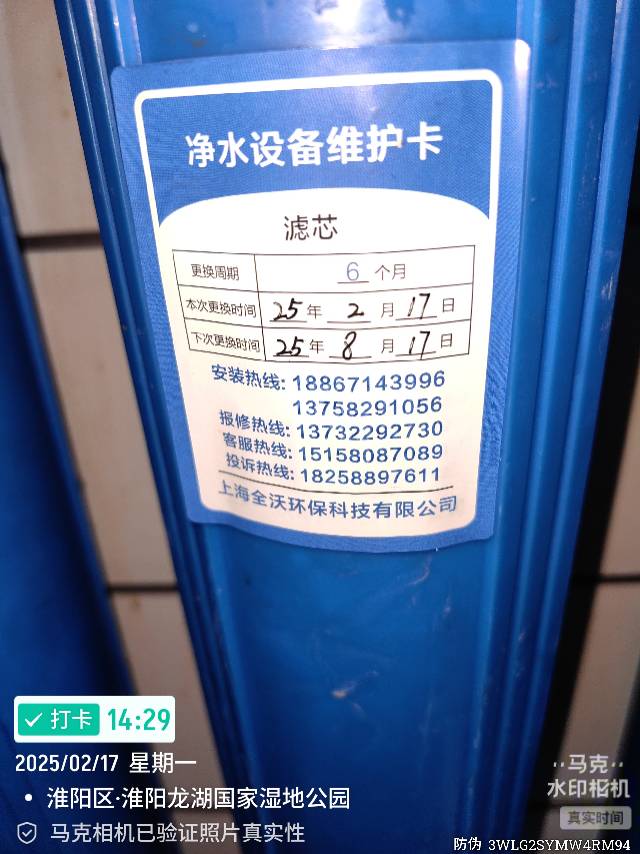 净水设备维护卡
滤芯
更换周期 6 个月
本次更换时间 25 年 2 月 17 日
下次更换时间 25 年 8 月 17 日
安装热线: 18867143996
13758291056
报修热线: 13732292730
客服热线: 15158087089
投诉热线: 18258897611
上海全沃环保科技有限公司
打卡 14:29
2025/02/17 星期一
淮阳区·淮阳龙湖国家湿地公园
马克相机已验证照片真实性
马克
水印相机
真实时间
防伪 3WLG2SYMW4RM94